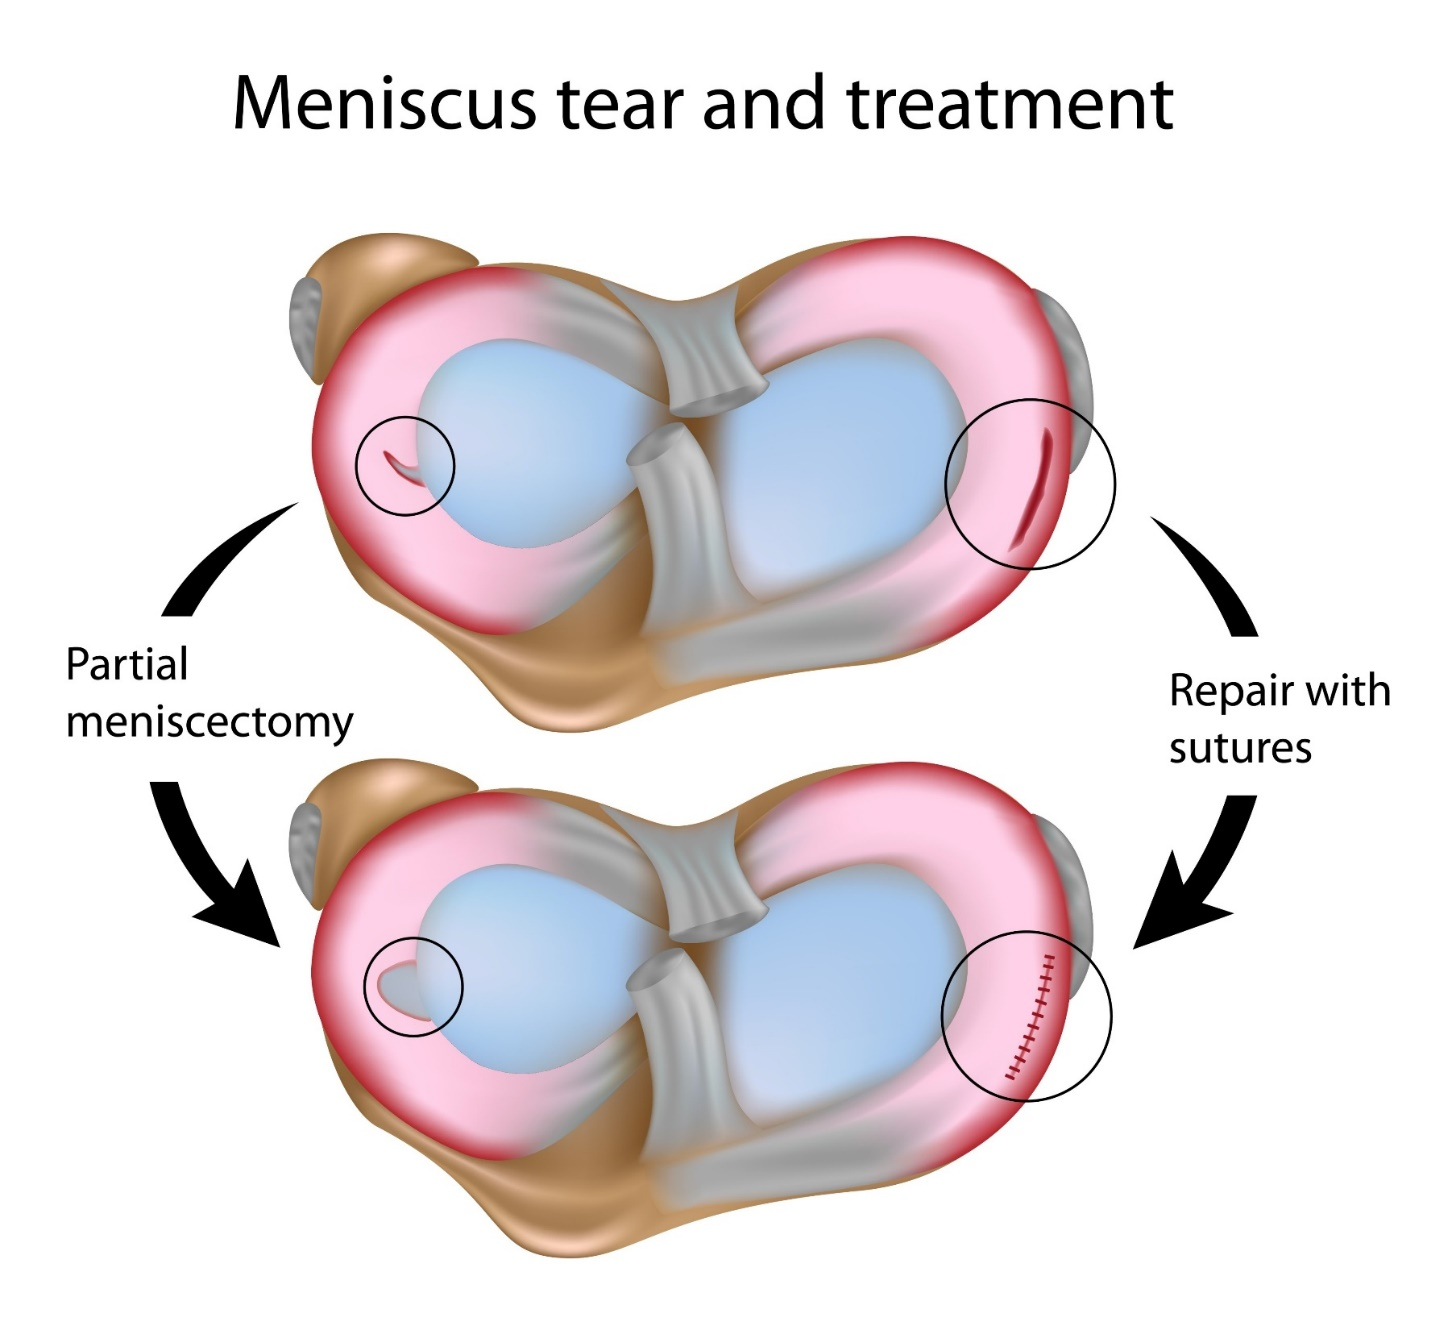 Meniscus tear and treatment
Partial
meniscectomy
Repair with
sutures